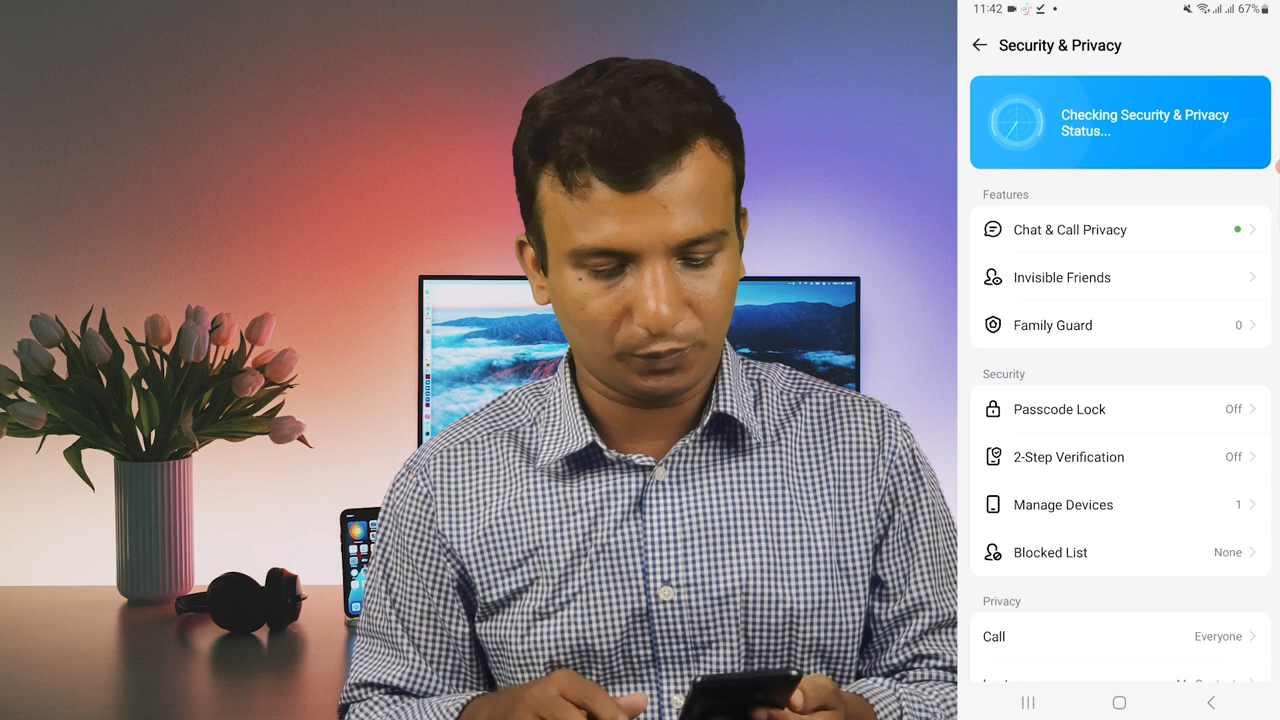 11:42
67%
Security & Privacy
Checking Security & Privacy
Status...
Features
Chat & Call Privacy
Invisible Friends
Family Guard 0
Security
Passcode Lock Off
2-Step Verification Off
Manage Devices 1
Blocked List None
Privacy
Call Everyone